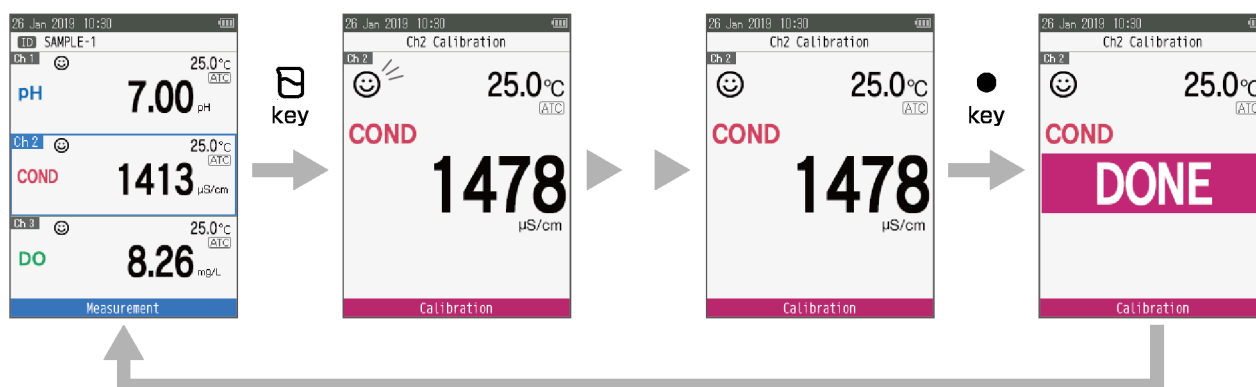 26 Jan 2019 10:30
ID SAMPLE-1
Ch 1
25.0°C
ATC
pH
7.00 pH
Ch 2
25.0°C
ATC
COND
1413 µS/cm
Ch 3
25.0°C
ATC
DO
8.26 mg/L
Measurement
key
26 Jan 2019 10:30
Ch2 Calibration
Ch 2
25.0°C
ATC
COND
1478
µS/cm
Calibration
26 Jan 2019 10:30
Ch2 Calibration
Ch 2
25.0°C
ATC
COND
1478
µS/cm
Calibration
key
26 Jan 2019 10:30
Ch2 Calibration
Ch 2
25.0°C
ATC
COND
DONE
Calibration